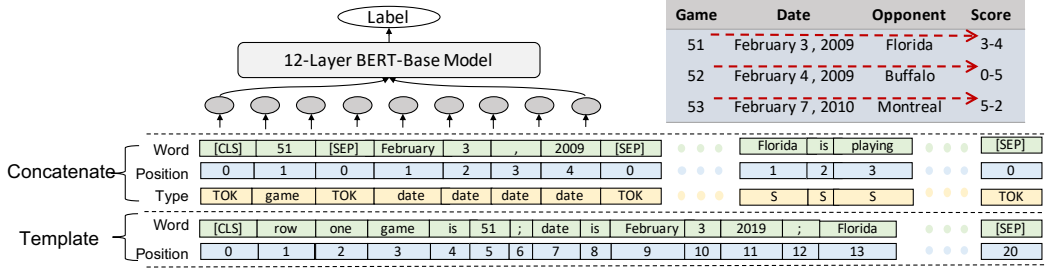 Label
12-Layer BERT-Base Model
Game Date Opponent Score
51 February 3 , 2009 Florida 3-4
52 February 4 , 2009 Buffalo 0-5
53 February 7 , 2010 Montreal 5-2
Concatenate
Word [CLS] 51 [SEP] February 3 , 2009 [SEP] Florida is playing [SEP]
Position 0 1 0 1 2 3 4 0 1 2 3 0
Type TOK game TOK date date date date TOK S S S TOK
Template
Word [CLS] row one game is 51 ; date is February 3 2019 ; Florida [SEP]
Position 0 1 2 3 4 5 6 7 8 9 10 11 12 13 20